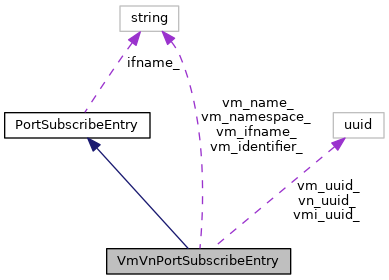 string
ifname_
vm_name_
vm_namespace_
vm_ifname_
vm_identifier_
PortSubscribeEntry
uuid
vm_uuid_
vn_uuid_
vmi_uuid_
VmVnPortSubscribeEntry